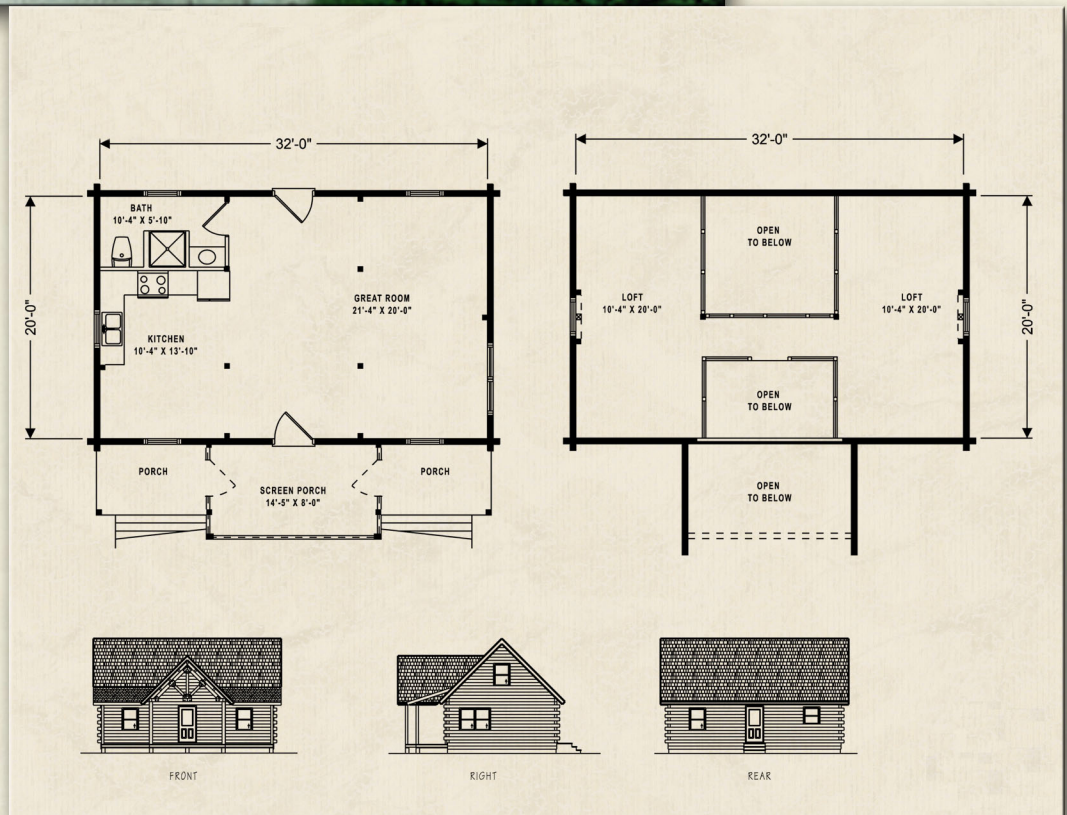 32'-0"
32'-0"
BATH
10'-4" X 5'-10"
OPEN
TO BELOW
20'-0"
GREAT ROOM
21'-4" X 20'-0"
LOFT
10'-4" X 20'-0"
LOFT
10'-4" X 20'-0"
20'-0"
KITCHEN
10'-4" X 13'-10"
OPEN
TO BELOW
PORCH
SCREEN PORCH
14'-5" X 8'-0"
PORCH
OPEN
TO BELOW
FRONT
RIGHT
REAR